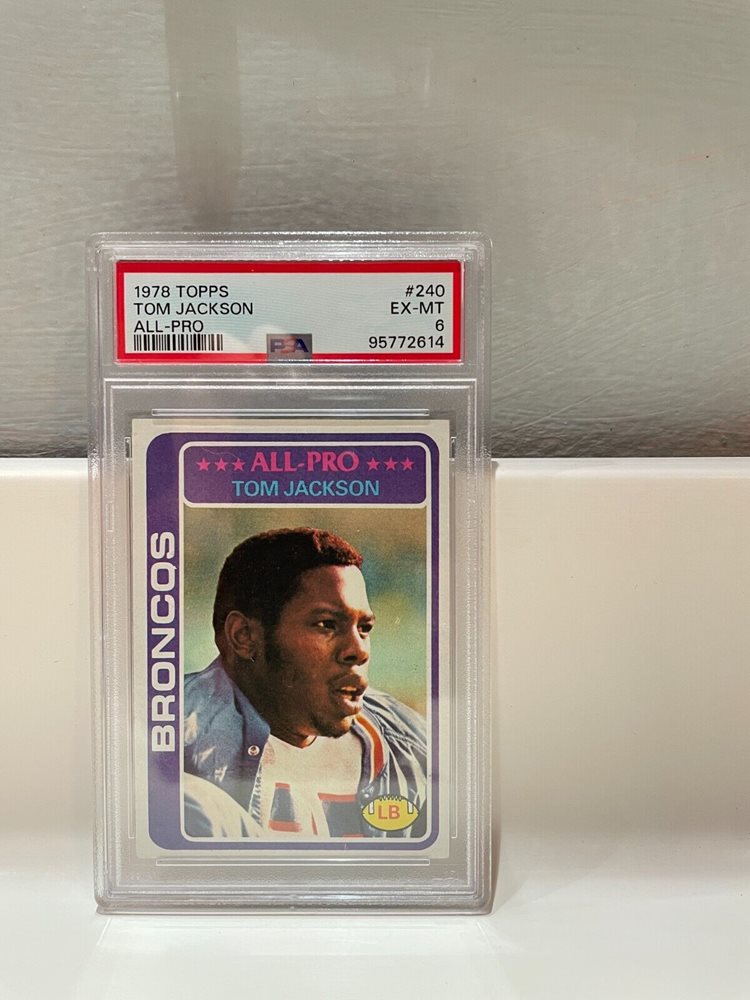 1978 TOPPS #240
TOM JACKSON EX-MT
ALL-PRO 6
PSA 95772614
★★★ ALL-PRO ★★★
TOM JACKSON
BRONCOS
LB